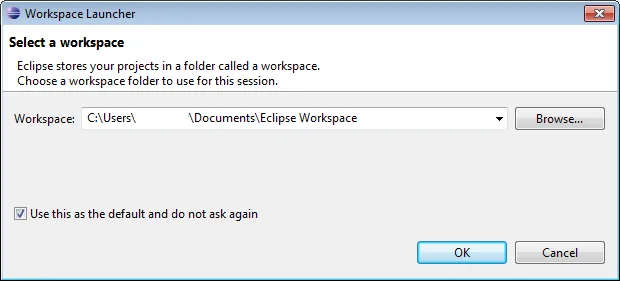 Workspace Launcher
Select a workspace
Eclipse stores your projects in a folder called a workspace.
Choose a workspace folder to use for this session.
Workspace: C:\Users\ \Documents\Eclipse Workspace Browse...
Use this as the default and do not ask again
OK Cancel